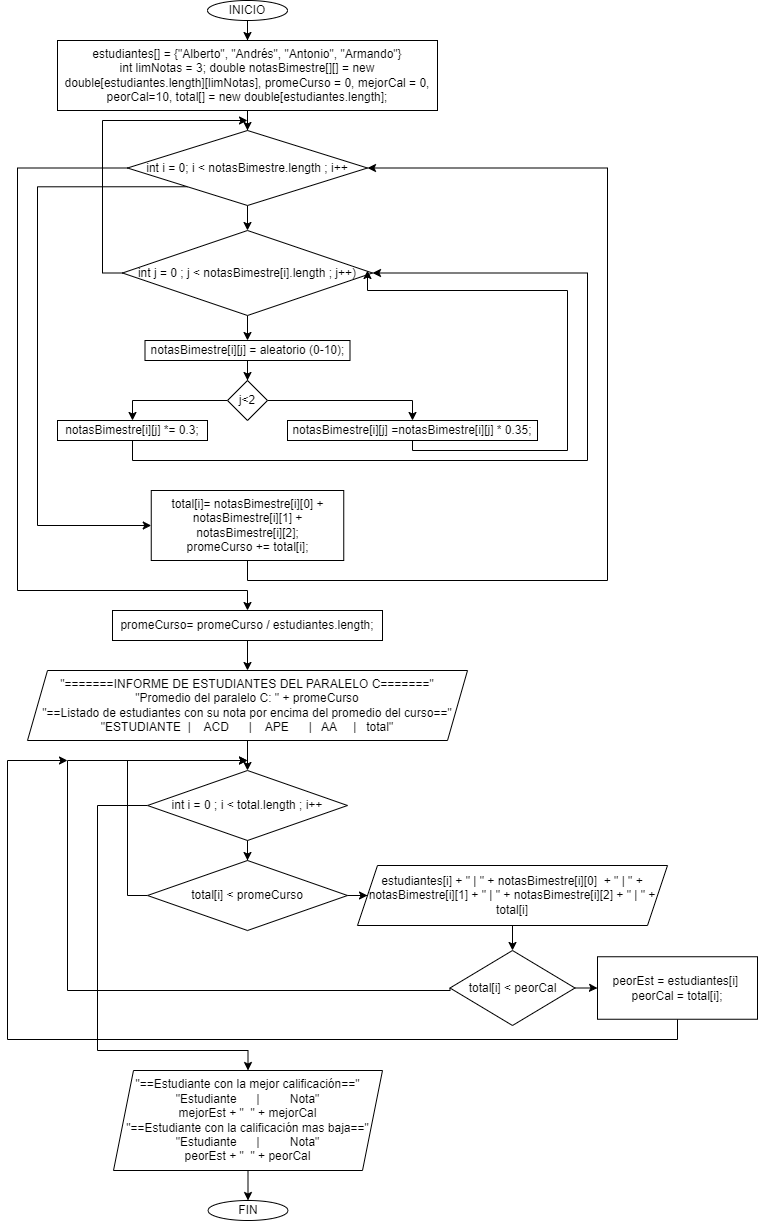 INICIO
estudiantes[] = {"Alberto", "Andrés", "Antonio", "Armando"}
int limNotas = 3; double notasBimestre[][] = new
double[estudiantes.length][limNotas], promeCurso = 0, mejorCal = 0,
peorCal=10, total[] = new double[estudiantes.length];
int i = 0; i < notasBimestre.length ; i++
int j = 0 ; j < notasBimestre[i].length ; j++)
notasBimestre[i][j] = aleatorio (0-10);
j<2
notasBimestre[i][j] *= 0.3;
notasBimestre[i][j] =notasBimestre[i][j] * 0.35;
total[i]= notasBimestre[i][0] +
notasBimestre[i][1] +
notasBimestre[i][2];
promeCurso += total[i];
promeCurso= promeCurso / estudiantes.length;
"=======INFORME DE ESTUDIANTES DEL PARALELO C======="
"Promedio del paralelo C: " + promeCurso
"==Listado de estudiantes con su nota por encima del promedio del curso=="
"ESTUDIANTE | ACD | APE | AA | total"
int i = 0 ; i < total.length ; i++
total[i] < promeCurso
estudiantes[i] + " | " + notasBimestre[i][0] + " | " +
notasBimestre[i][1] + " | " + notasBimestre[i][2] + " | " +
total[i]
total[i] < peorCal
peorEst = estudiantes[i]
peorCal = total[i];
"==Estudiante con la mejor calificación=="
"Estudiante | Nota"
mejorEst + " " + mejorCal
"==Estudiante con la calificación mas baja=="
"Estudiante | Nota"
peorEst + " " + peorCal
FIN